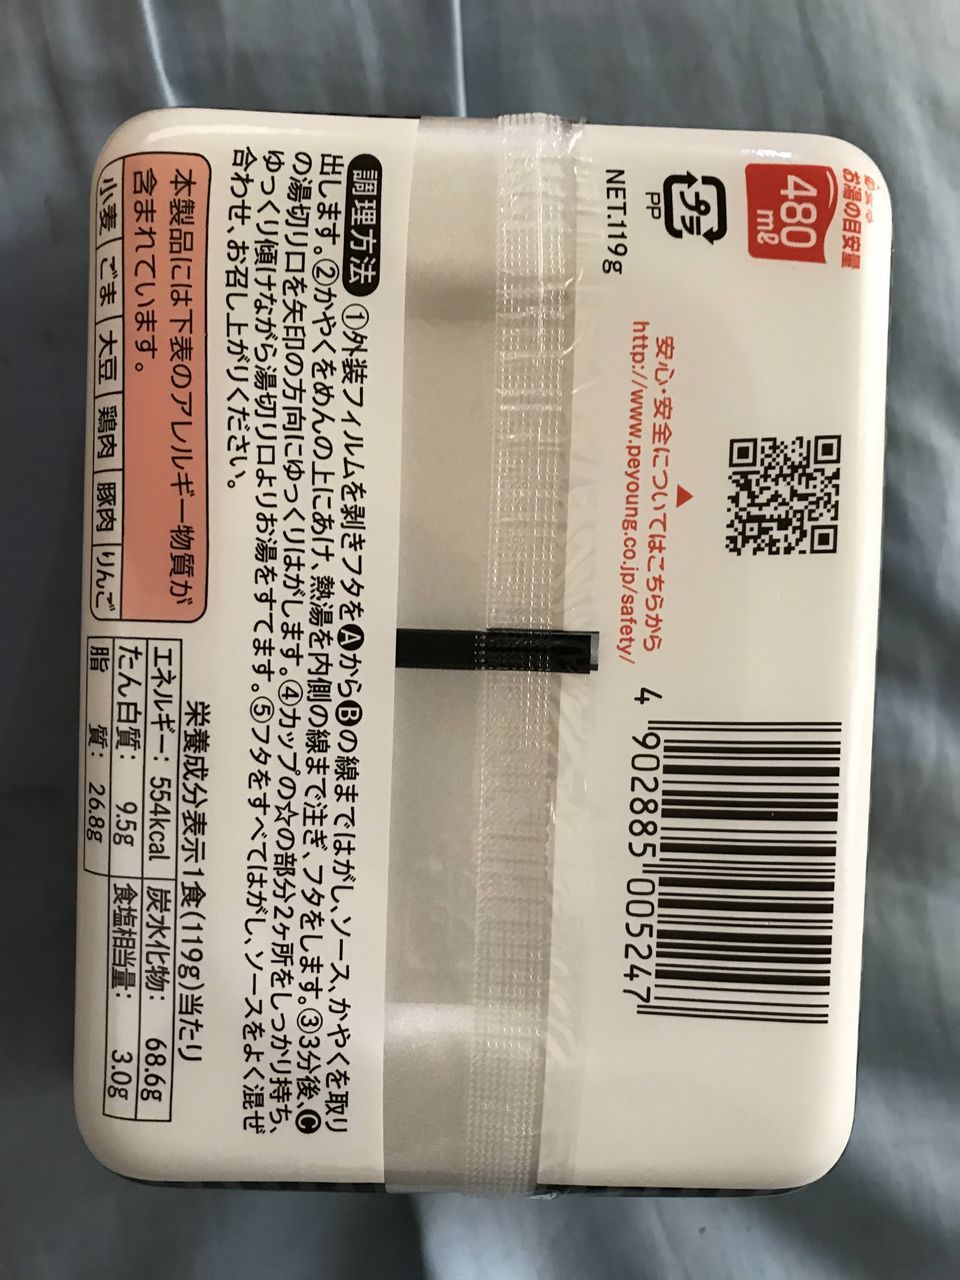 必要な
お湯の目安量
480
mℓ
プラ
PP
NET.119g
安心・安全についてはこちらから
http://www.peyoung.co.jp/safety/
4 902885 005247
調理方法 ①外装フィルムを剥きフタをⒶからⒷの線まではがし、ソース、かやくを取り
出します。②かやくをめんの上にあけ、熱湯を内側の線まで注ぎ、フタをします。③3分後、Ⓒ
の湯切り口を矢印の方向にゆっくりはがします。④カップの☆の部分2ヶ所をしっかり持ち、
ゆっくり傾けながら湯切り口よりお湯をすてます。⑤フタをすべてはがし、ソースをよく混ぜ
合わせ、お召し上がりください。
本製品には下表のアレルギー物質が
含まれています。
小麦 ごま 大豆 鶏肉 豚肉 りんご
栄養成分表示1食(119g)当たり
エネルギー: 554kcal 炭水化物: 68.6g
たん白質: 9.5g 食塩相当量: 3.0g
脂質: 26.8g